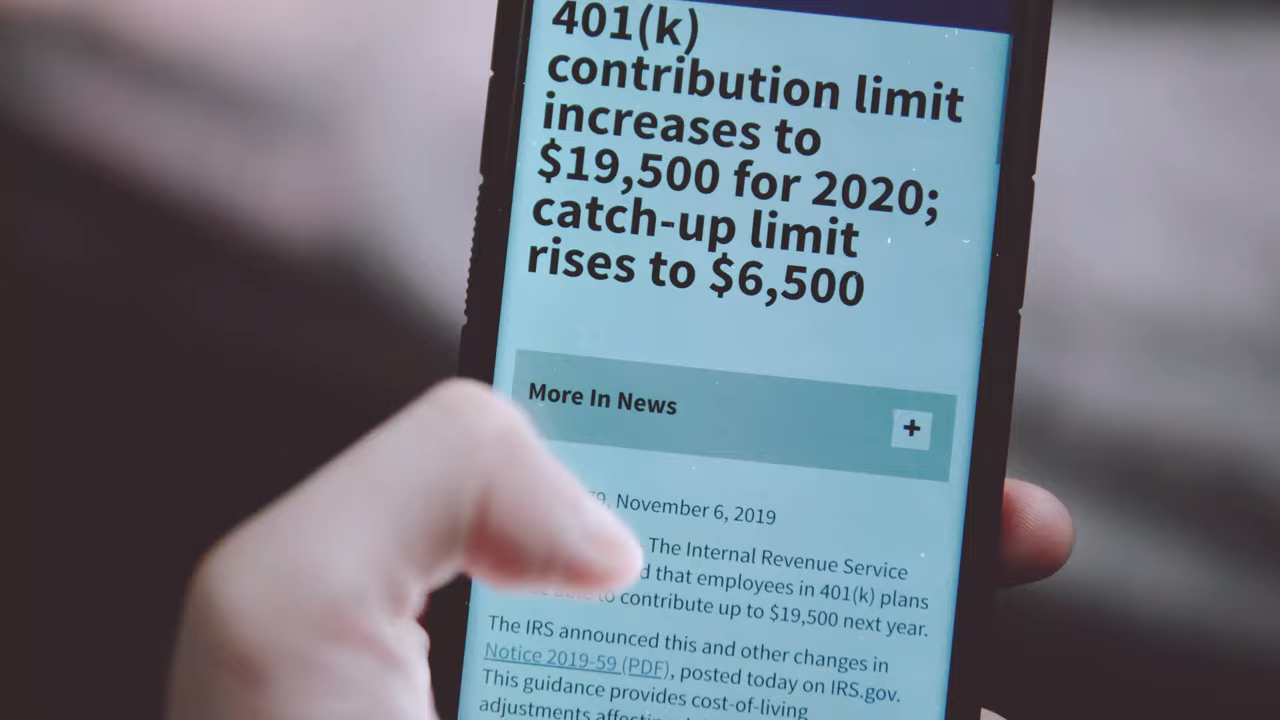 401(k)
contribution limit
increases to
$19,500 for 2020;
catch-up limit
rises to $6,500
More In News
+
November 6, 2019
The Internal Revenue Service
that employees in 401(k) plans
to contribute up to $19,500 next year.
The IRS announced this and other changes in
Notice 2019-59 (PDF), posted today on IRS.gov.
This guidance provides cost-of-living
adjustments